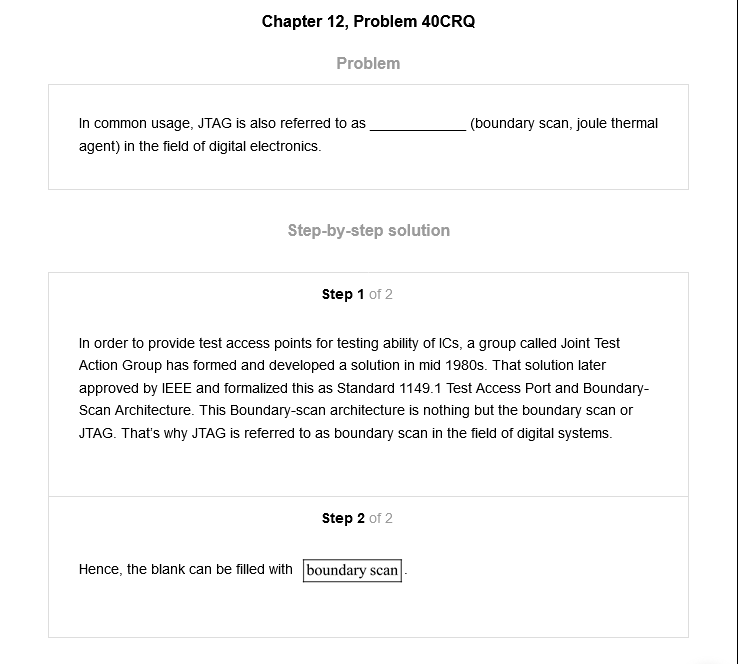 Chapter 12, Problem 40CRQ
Problem
In common usage, JTAG is also referred to as ____________ (boundary scan, joule thermal
agent) in the field of digital electronics.
Step-by-step solution
Step 1 of 2
In order to provide test access points for testing ability of ICs, a group called Joint Test
Action Group has formed and developed a solution in mid 1980s. That solution later
approved by IEEE and formalized this as Standard 1149.1 Test Access Port and Boundary-
Scan Architecture. This Boundary-scan architecture is nothing but the boundary scan or
JTAG. That's why JTAG is referred to as boundary scan in the field of digital systems.
Step 2 of 2
Hence, the blank can be filled with boundary scan.